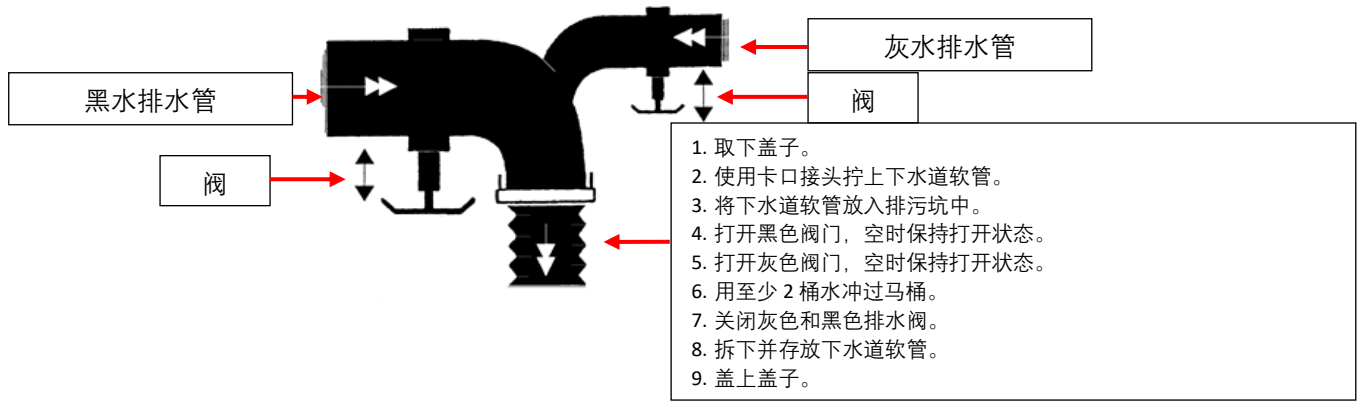 灰水排水管
黑水排水管
阀
阀
1. 取下盖子。
2. 使用卡口接头拧上下水道软管。
3. 将下水道软管放入排污坑中。
4. 打开黑色阀门，空时保持打开状态。
5. 打开灰色阀门，空时保持打开状态。
6. 用至少 2 桶水冲过马桶。
7. 关闭灰色和黑色排水阀。
8. 拆下并存放下水道软管。
9. 盖上盖子。